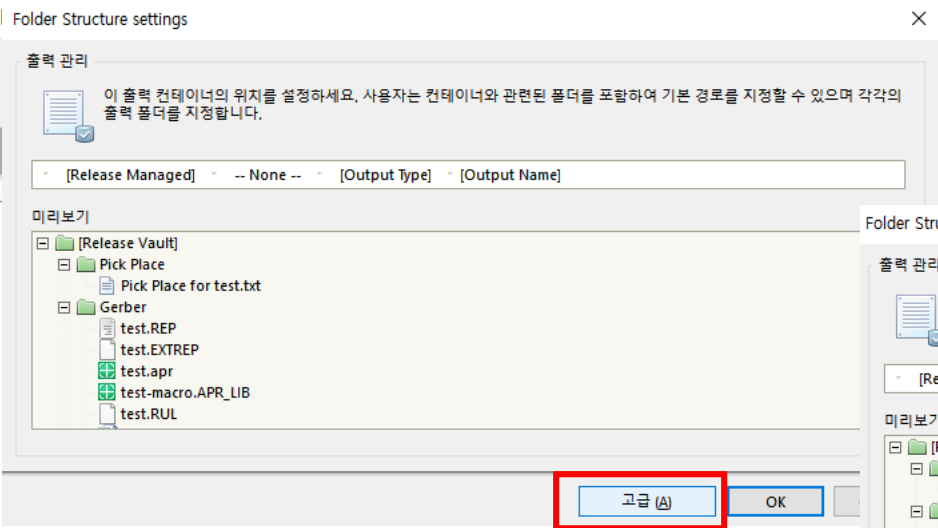 Folder Structure settings
출력 관리
이 출력 컨테이너의 위치를 설정하세요. 사용자는 컨테이너와 관련된 폴더를 포함하여 기본 경로를 지정할 수 있으며 각각의
출력 폴더를 지정합니다.
[Release Managed] -- None -- [Output Type] [Output Name]
미리보기
[Release Vault]
Pick Place
Pick Place for test.txt
Gerber
test.REP
test.EXTREP
test.apr
test-macro.APR_LIB
test.RUL
고급 (A) OK
Folder Stru
출력 관리
[Re
미리보기